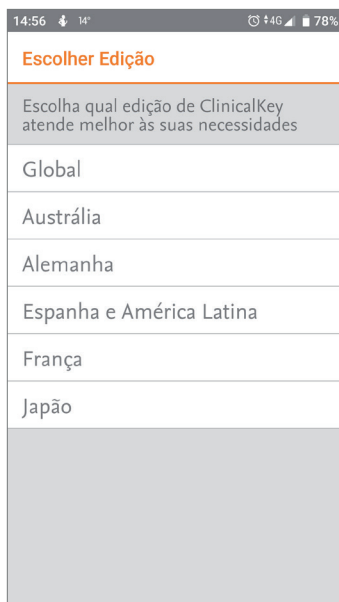 14:56 14° 4G 78%
Escolher Edição
Escolha qual edição de ClinicalKey
atende melhor às suas necessidades
Global
Austrália
Alemanha
Espanha e América Latina
França
Japão